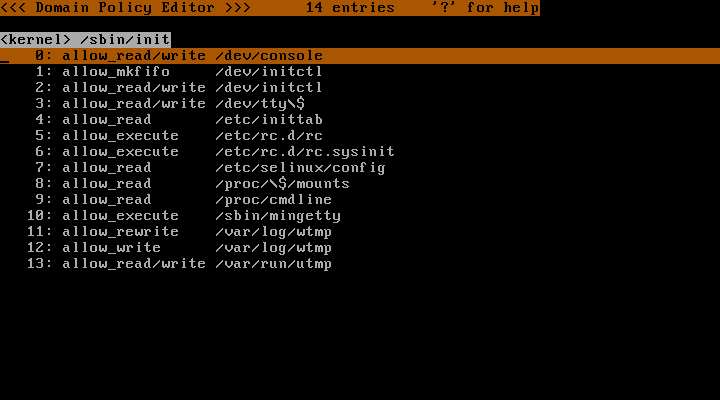 <<< Domain Policy Editor >>>      14 entries    '?' for help
<kernel> /sbin/init
0: allow_read/write /dev/console
1: allow_mkfifo     /dev/initctl
2: allow_read/write /dev/initctl
3: allow_read/write /dev/tty\$
4: allow_read       /etc/inittab
5: allow_execute    /etc/rc.d/rc
6: allow_execute    /etc/rc.d/rc.sysinit
7: allow_read       /etc/selinux/config
8: allow_read       /proc/\$/mounts
9: allow_read       /proc/cmdline
10: allow_execute    /sbin/mingetty
11: allow_rewrite    /var/log/wtmp
12: allow_write      /var/log/wtmp
13: allow_read/write /var/run/utmp